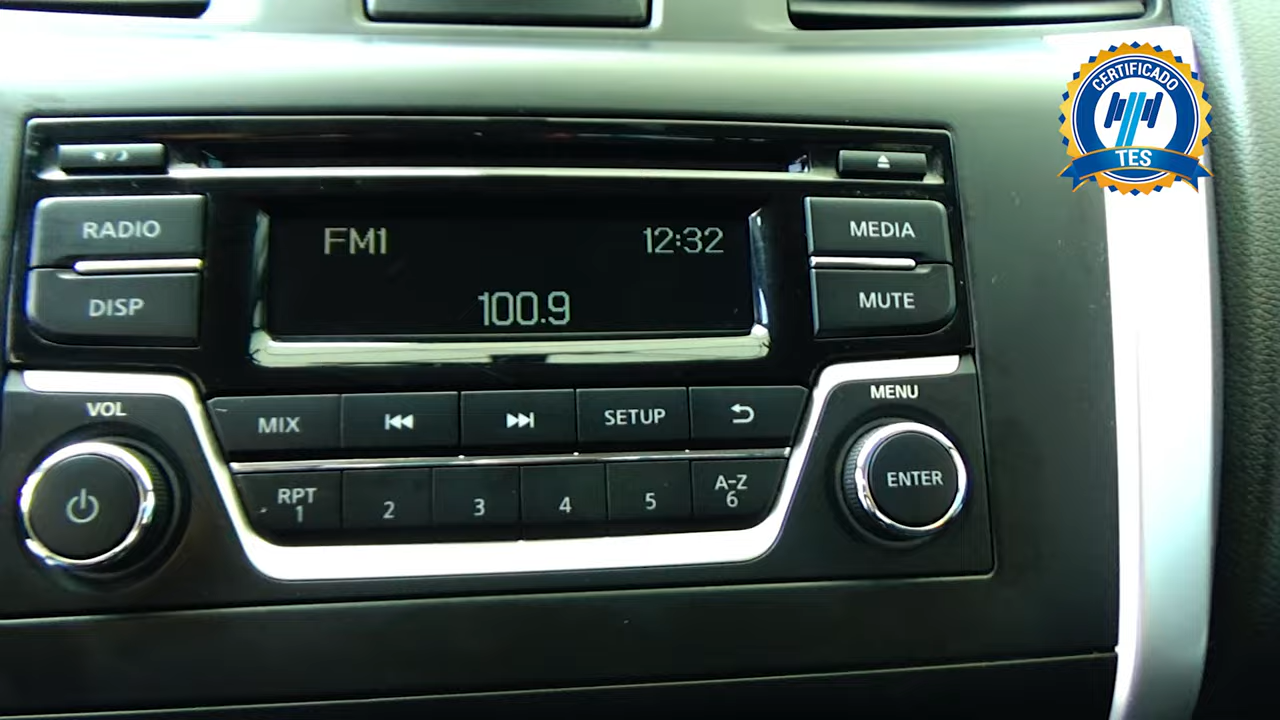 CERTIFICADO
TES
RADIO
MEDIA
FM1
12:32
DISP
MUTE
100.9
VOL
MENU
MIX
SETUP
ENTER
RPT
1
2
3
4
5
A-Z
6